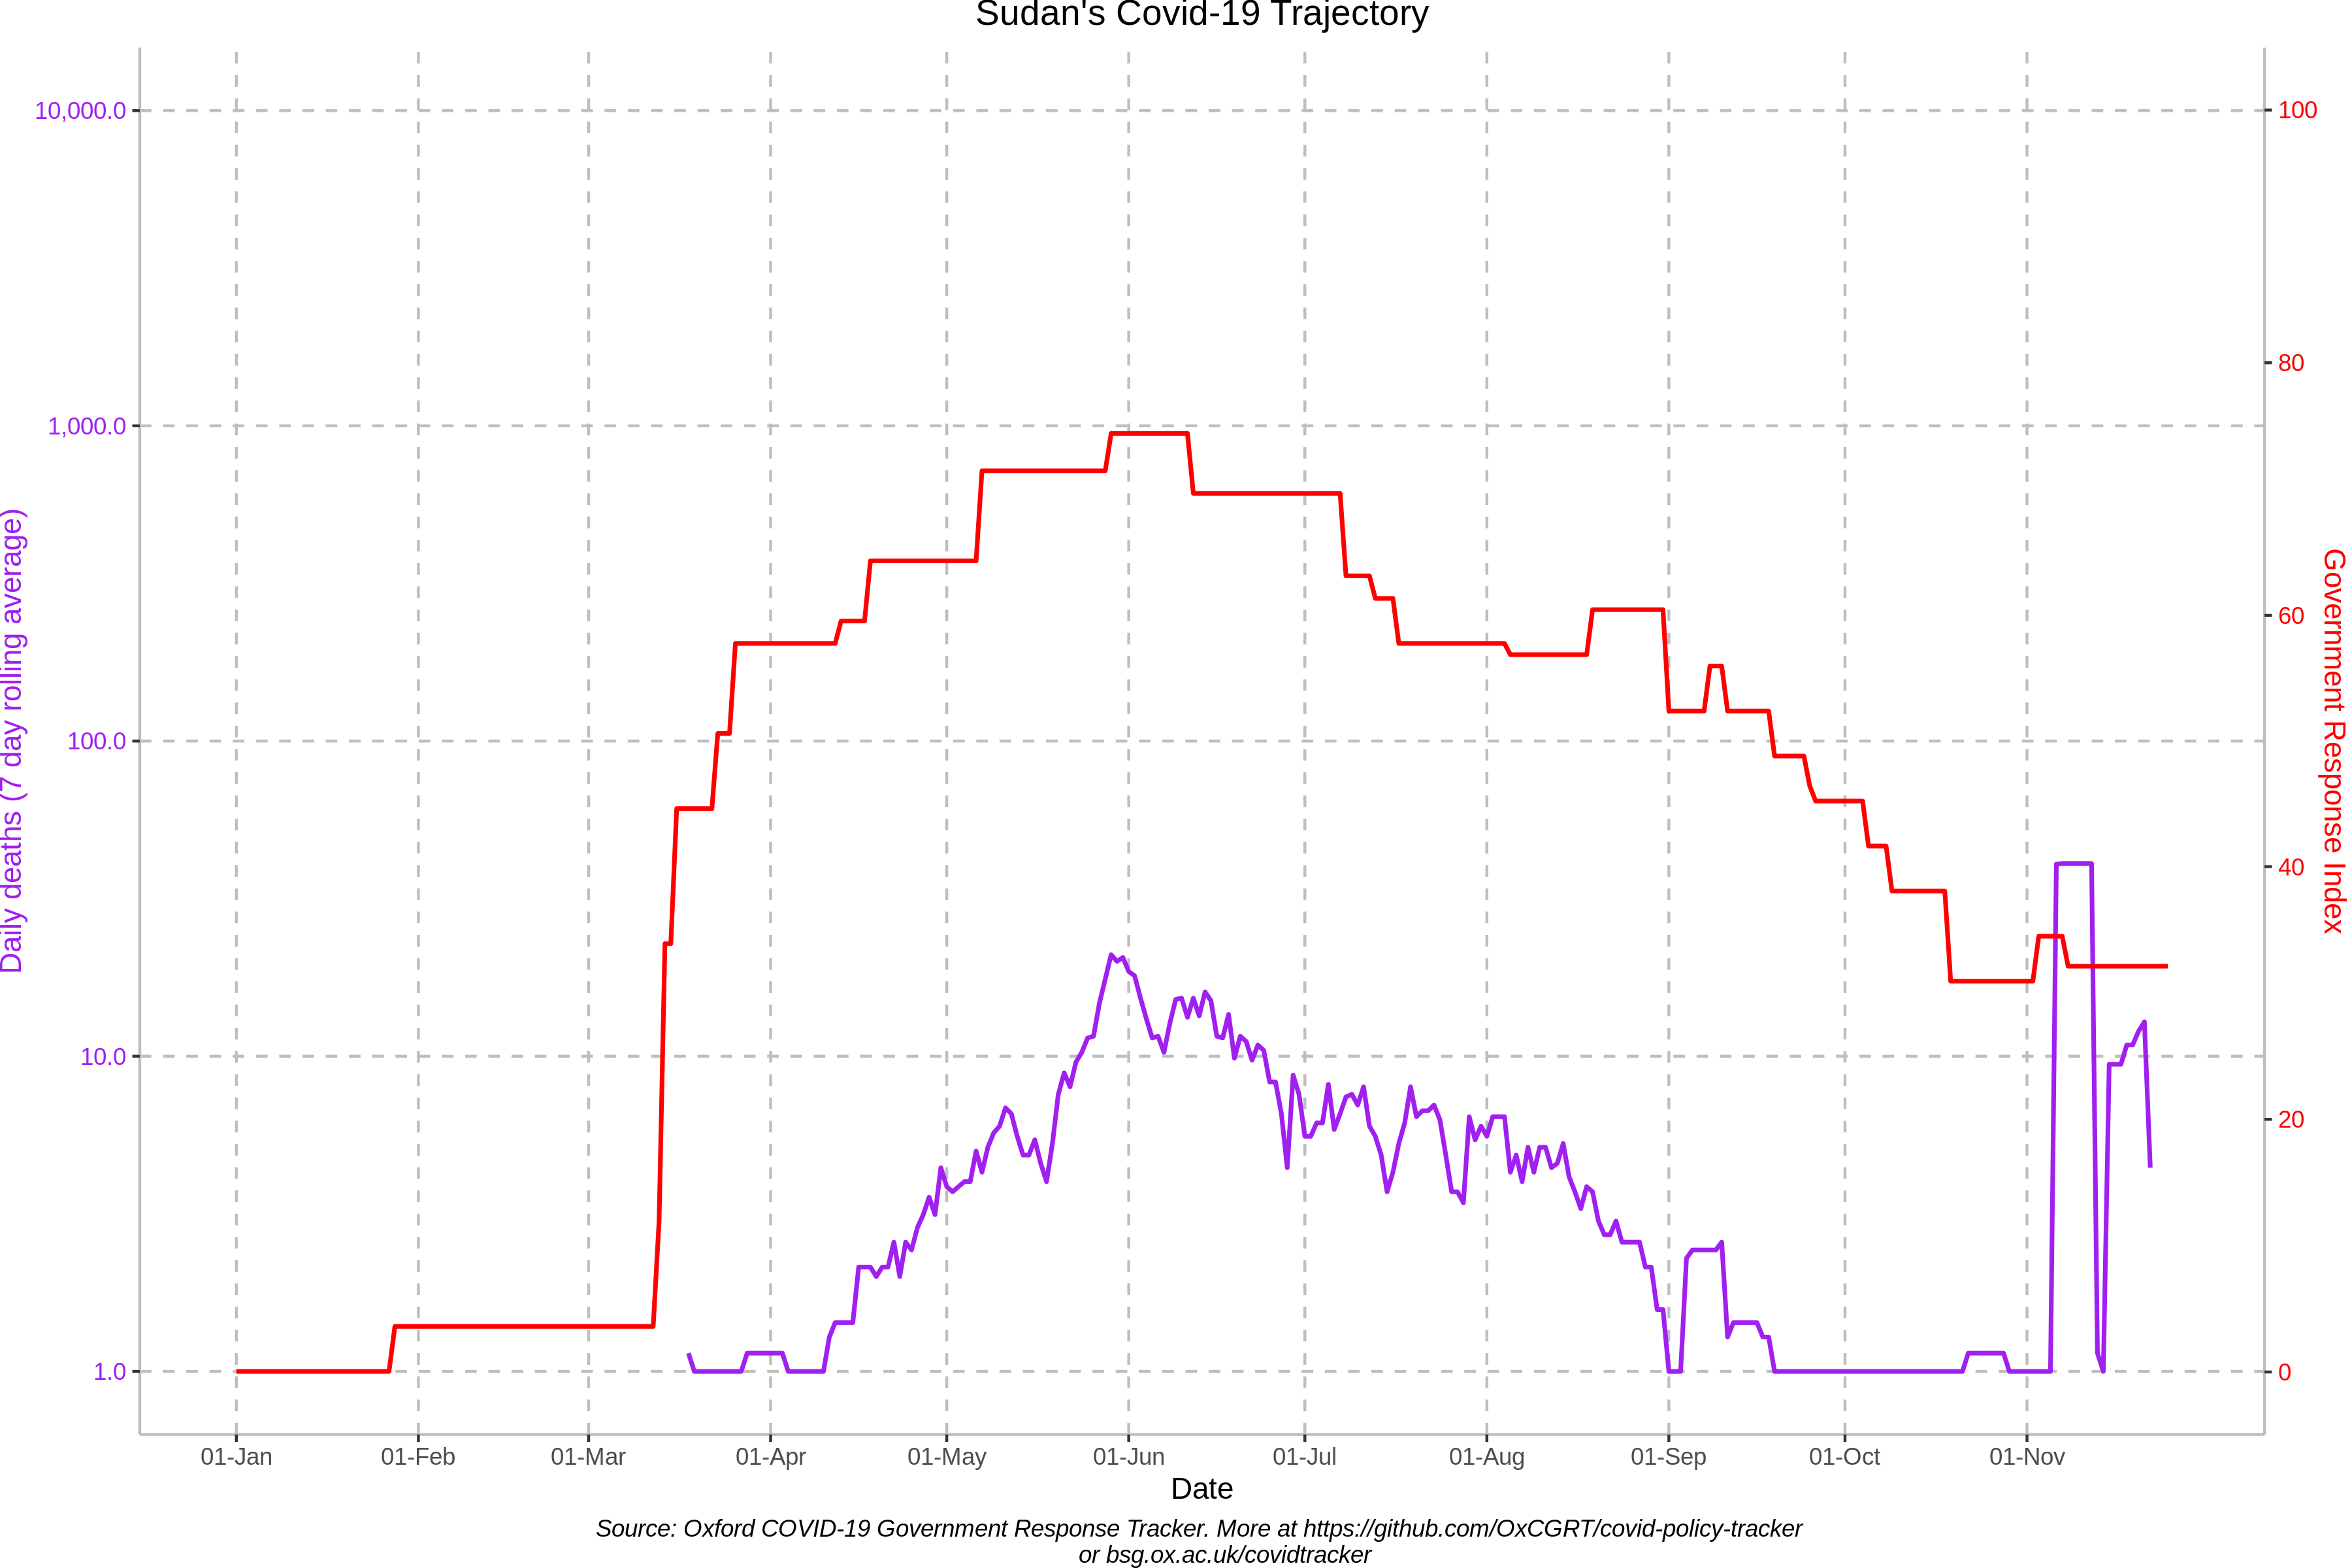 Sudan's Covid-19 Trajectory
10,000.0
1,000.0
100.0
10.0
1.0
Daily deaths (7 day rolling average)
100
80
60
40
20
0
Government Response Index
01-Jan
01-Feb
01-Mar
01-Apr
01-May
01-Jun
01-Jul
01-Aug
01-Sep
01-Oct
01-Nov
Date
Source: Oxford COVID-19 Government Response Tracker. More at https://github.com/OxCGRT/covid-policy-tracker
or bsg.ox.ac.uk/covidtracker